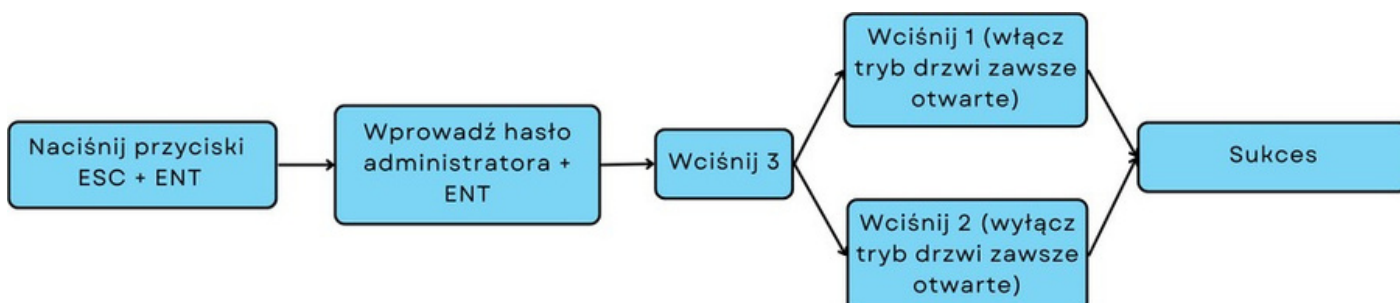 Naciśnij przyciski
ESC + ENT
Wprowadź hasło
administratora +
ENT
Wciśnij 3
Wciśnij 1 (włącz
tryb drzwi zawsze
otwarte)
Wciśnij 2 (wyłącz
tryb drzwi zawsze
otwarte)
Sukces